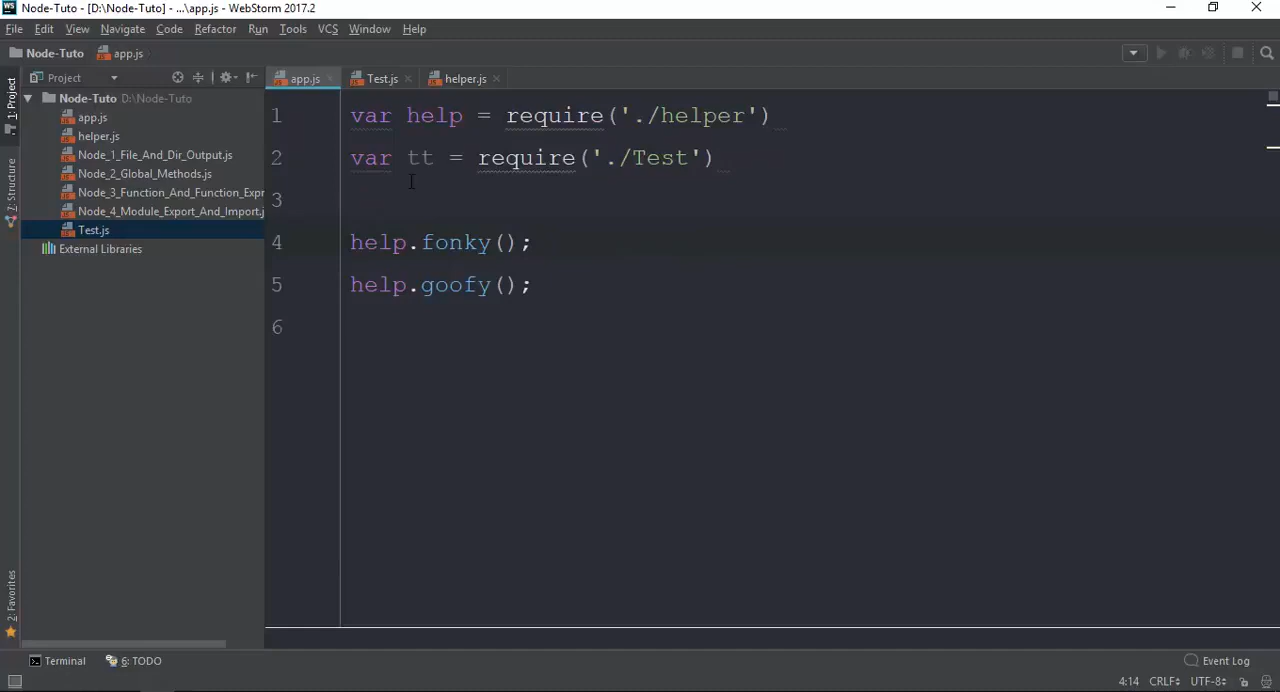 WS Node-Tuto - [D:\Node-Tuto] - ...\app.js - WebStorm 2017.2
File Edit View Navigate Code Refactor Run Tools VCS Window Help
Node-Tuto app.js
1: Project
Project
app.js Test.js helper.js
Node-Tuto D:\Node-Tuto
app.js
helper.js
Node_1_File_And_Dir_Output.js
Node_2_Global_Methods.js
Node_3_Function_And_Function_Expr
Node_4_Module_Export_And_Import.j
Test.js
External Libraries
Z: Structure
2: Favorites
1 var help = require('./helper')
2 var tt = require('./Test')
3
4 help.fonky();
5 help.goofy();
6
Terminal 6: TODO Event Log
4:14 CRLF UTF-8